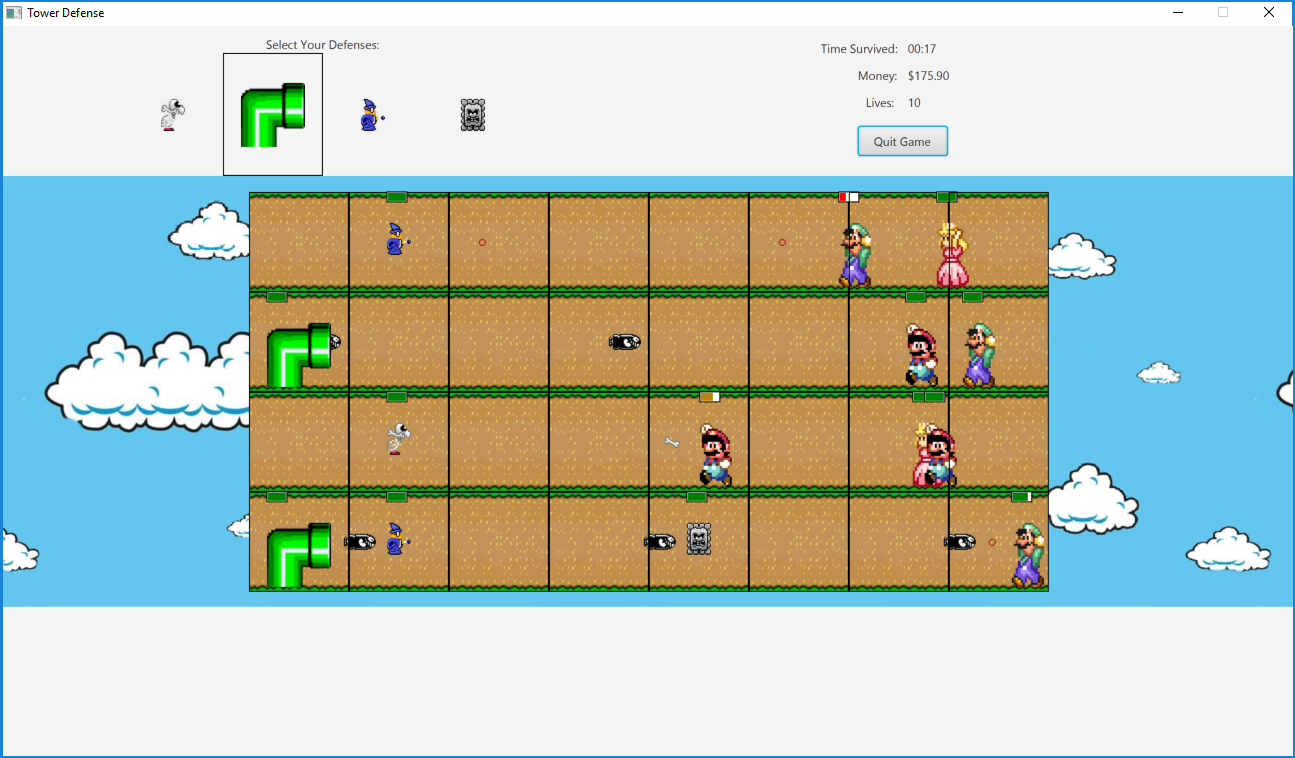 Tower Defense
Select Your Defenses:
Time Survived: 00:17
Money: $175.90
Lives: 10
Quit Game